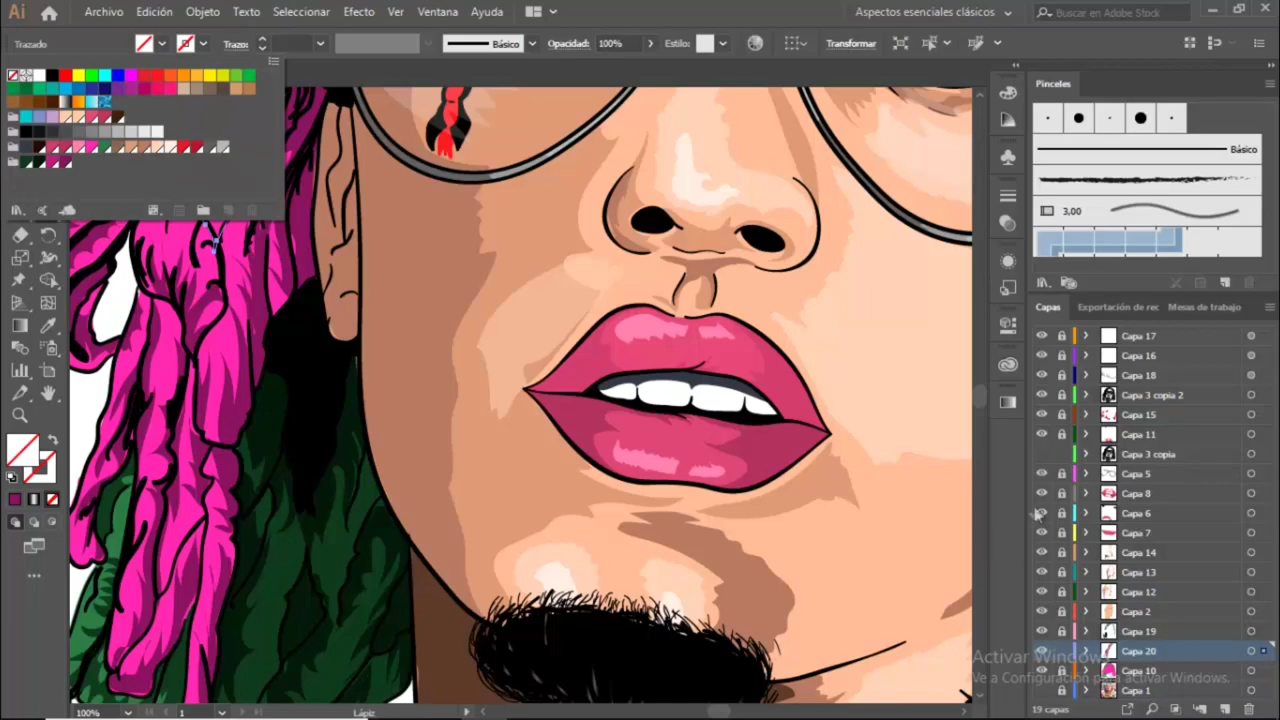 Ai
Archivo Edición Objeto Texto Seleccionar Efecto Ver Ventana Ayuda
Aspectos esenciales clásicos
Buscar en Adobe Stock
Trazado
Trazo:
Básico
Opacidad: 100%
Estilo:
Transformar
Pinceles
Básico
3,00
Capas Exportación de rec Mesas de trabajo
Capa 17
Capa 16
Capa 18
Capa 3 copia 2
Capa 15
Capa 11
Capa 3 copia
Capa 5
Capa 8
Capa 6
Capa 7
Capa 14
Capa 13
Capa 12
Capa 2
Capa 19
Capa 20
Activar Windows
Capa 10
Ve a Configuración para activar Windows.
Capa 1
19 capas
100%
1
Lápiz